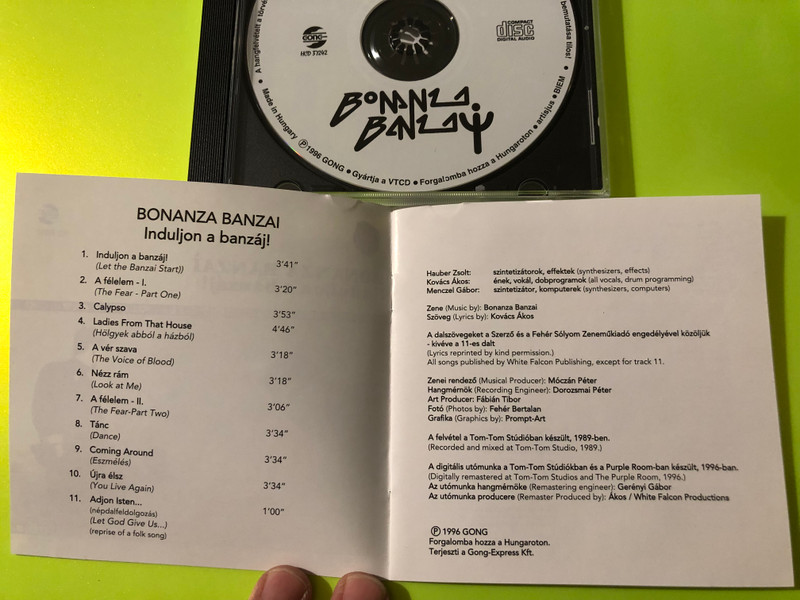 A hangfelvételt a törvé
GONG
HCD 37242
COMPACT
disc
DIGITAL AUDIO
bemutatása tilos!
BONANZA
BANZAI
Made in Hungary ℗ 1996 GONG • Gyártja a VTCD • Forgalomba hozza a Hungaroton • artisjus • BIEM •
BONANZA BANZAI
Induljon a banzáj!
1. Induljon a banzáj! 3'41"
(Let the Banzai Start))
2. A félelem - I. 3'20"
(The Fear - Part One)
3. Calypso 3'53"
4. Ladies From That House 4'46"
(Hölgyek abból a házból)
5. A vér szava 3'18"
(The Voice of Blood)
6. Nézz rám 3'18"
(Look at Me)
7. A félelem - II. 3'06"
(The Fear-Part Two)
8. Tánc 3'34"
(Dance)
9. Coming Around 3'34"
(Eszmélés)
10. Újra élsz 3'34"
(You Live Again)
11. Adjon Isten... 1'00"
(népdalfeldolgozás)
(Let God Give Us...)
(reprise of a folk song)
Hauber Zsolt: szintetizátorok, effektek (synthesizers, effects)
Kovács Ákos: ének, vokál, dobprogramok (all vocals, drum programming)
Menczel Gábor: szintetizátor, komputerek (synthesizers, computers)
Zene (Music by): Bonanza Banzai
Szöveg (Lyrics by): Kovács Ákos
A dalszövegeket a Szerző és a Fehér Sólyom Zeneműkiadó engedélyével közöljük
- kivéve a 11-es dalt
(Lyrics reprinted by kind permission.)
All songs published by White Falcon Publishing, except for track 11.
Zenei rendező (Musical Producer): Móczán Péter
Hangmérnök (Recording Engineer): Dorozsmai Péter
Art Producer: Fábián Tibor
Fotó (Photos by): Fehér Bertalan
Grafika (Graphics by): Prompt-Art
A felvétel a Tom-Tom Stúdióban készült, 1989-ben.
(Recorded and mixed at Tom-Tom Studio, 1989.)
A digitális utómunka a Tom-Tom Stúdiókban és a Purple Room-ban készült, 1996-ban.
(Digitally remastered at Tom-Tom Studios and The Purple Room, 1996.)
Az utómunka hangmérnöke (Remastering engineer): Gerényi Gábor
Az utómunka producere (Remaster Produced by): Ákos / White Falcon Productions
℗ 1996 GONG
Forgalomba hozza a Hungaroton.
Terjeszti a Gong-Express Kft.